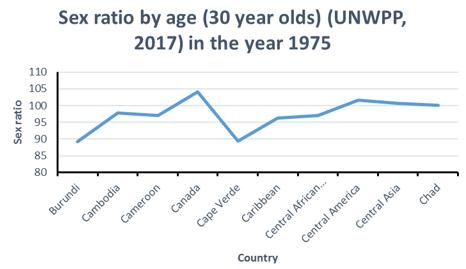 Sex ratio by age (30 year olds) (UNWPP,
2017) in the year 1975
110
105
100
95
90
85
80
Sex ratio
Burundi
Cambodia
Cameroon
Canada
Cape Verde
Caribbean
Central African...
Central America
Central Asia
Chad
Country